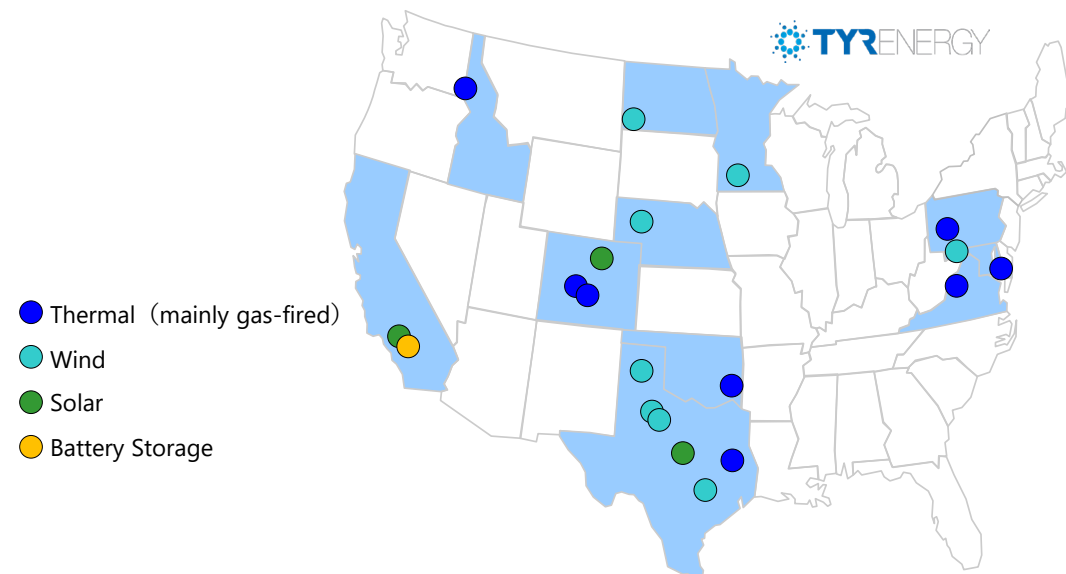 TYRENERGY
Thermal（mainly gas-fired）
Wind
Solar
Battery Storage